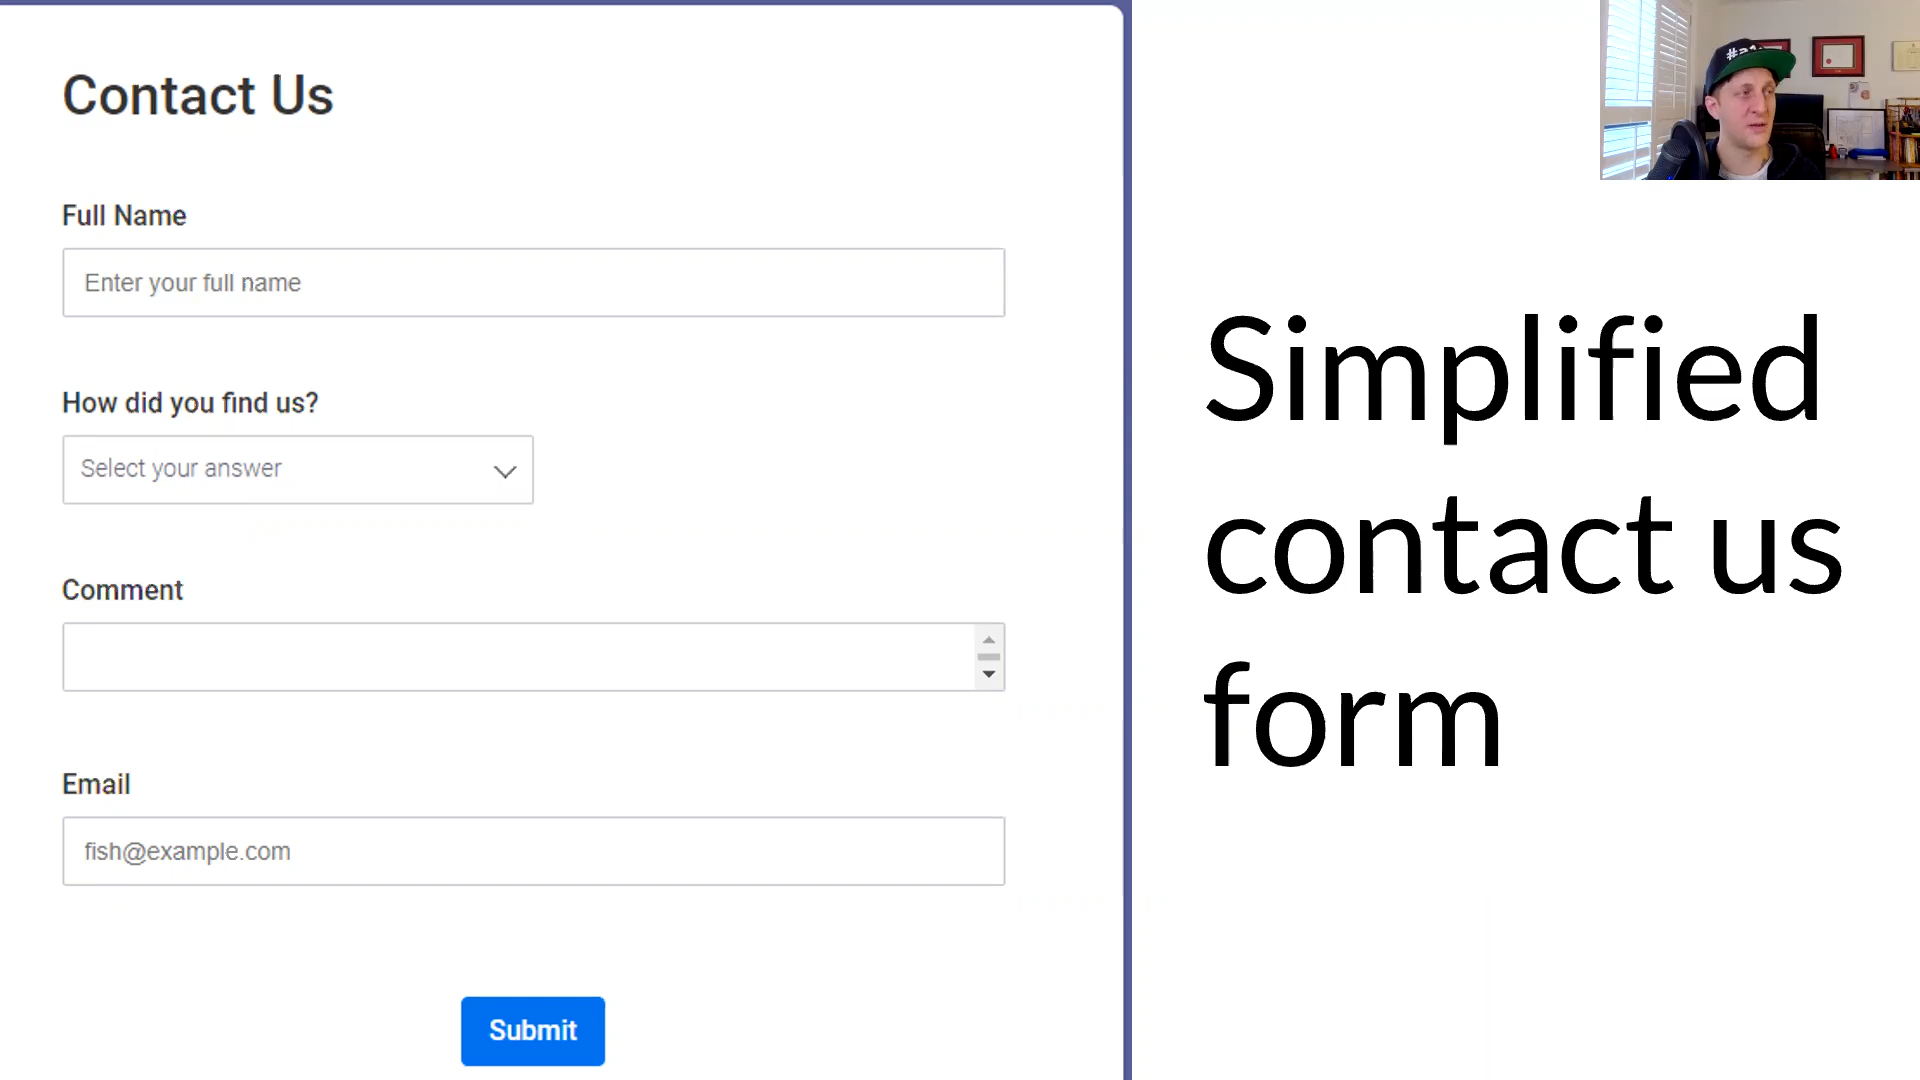 Contact Us
Full Name
Enter your full name
How did you find us?
Select your answer
Comment
Email
fish@example.com
Submit
Simplified
contact us
form